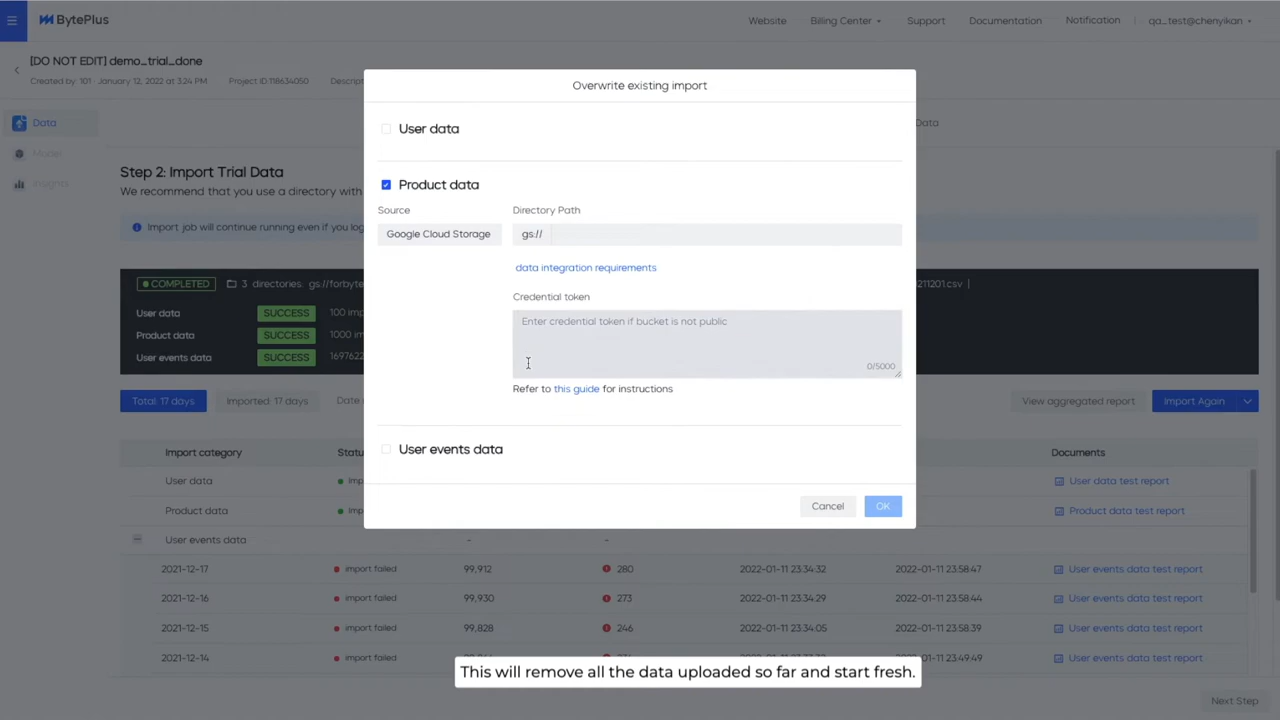 BytePlus
Website
Billing Center
Support
Documentation
Notification
qa_test@chenyikan
[DO NOT EDIT] demo_trial_done
Created by: 101 · January 12, 2022 at 3:24 PM
Project ID:118634050
Descript
Data
Model
Insights
Data
Step 2: Import Trial Data
We recommend that you use a directory with
Import job will continue running even if you log
COMPLETED
3 directories: gs://forbyte
211201.csv |
User data
SUCCESS
100 imp
Product data
SUCCESS
1000 im
User events data
SUCCESS
1697622
Total: 17 days
Imported: 17 days
Date
View aggregated report
Import Again
Import category
Statu
Documents
User data
Imp
User data test report
Product data
Imp
Product data test report
User events data
-
-
2021-12-17
import failed
99,912
280
2022-01-11 23:34:32
2022-01-11 23:58:47
User events data test report
2021-12-16
import failed
99,930
273
2022-01-11 23:34:29
2022-01-11 23:58:44
User events data test report
2021-12-15
import failed
99,828
246
2022-01-11 23:34:05
2022-01-11 23:58:39
User events data test report
2021-12-14
import failed
User events data test report
Next Step
Overwrite existing import
User data
Product data
Source
Directory Path
Google Cloud Storage
gs://
data integration requirements
Credential token
Enter credential token if bucket is not public
0/5000
Refer to this guide for instructions
User events data
Cancel
OK
This will remove all the data uploaded so far and start fresh.